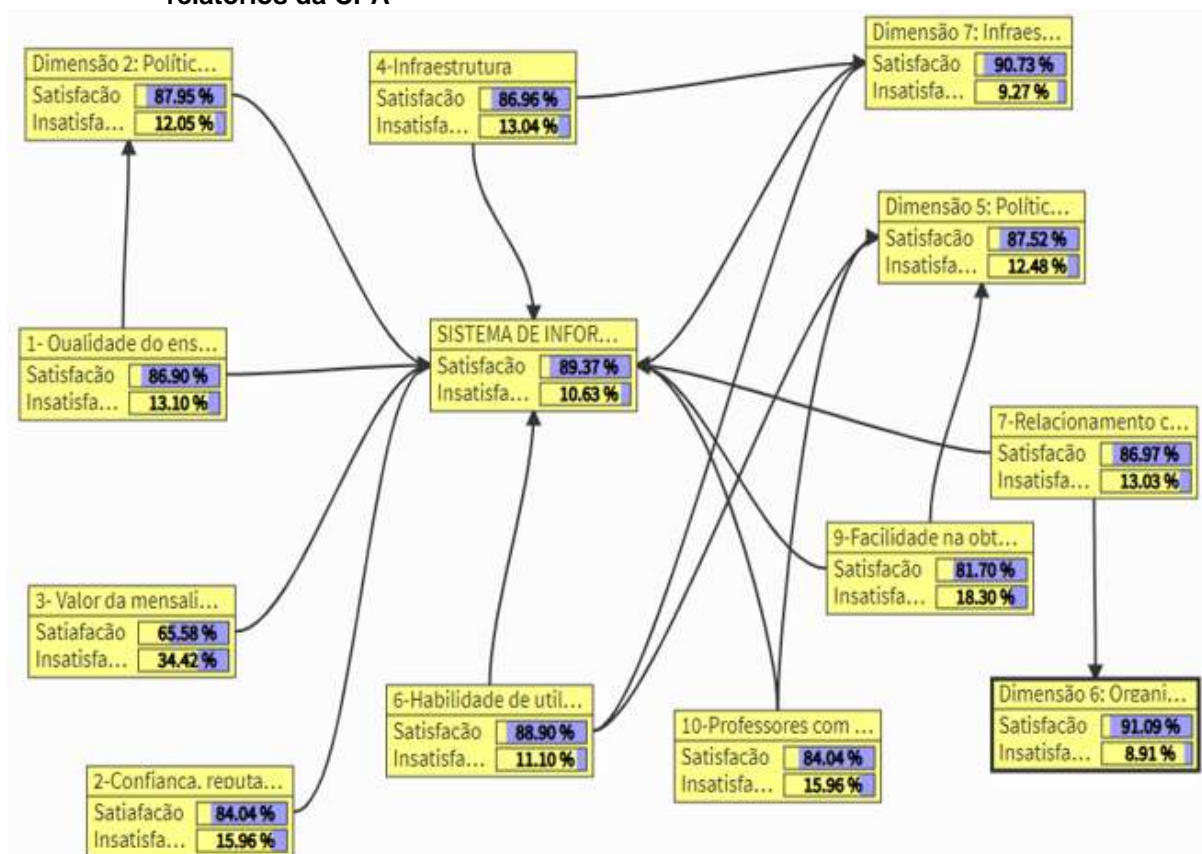 relatórios da CPA
Dimensão 2: Polític...
Satisfacão 87.95 %
Insatisfa... 12.05 %
4-Infraestrutura
Satisfacão 86.96 %
Insatisfa... 13.04 %
Dimensão 7: Infraes...
Satisfacão 90.73 %
Insatisfa... 9.27 %
Dimensão 5: Polític...
Satisfacão 87.52 %
Insatisfa... 12.48 %
1- Oualidade do ens...
Satisfacão 86.90 %
Insatisfa... 13.10 %
SISTEMA DE INFOR...
Satisfacão 89.37 %
Insatisfa... 10.63 %
7-Relacionamento c...
Satisfacão 86.97 %
Insatisfa... 13.03 %
9-Facilidade na obt...
Satisfacão 81.70 %
Insatisfa... 18.30 %
3- Valor da mensali...
Satiafacão 65.58 %
Insatisfa... 34.42 %
6-Habilidade de util...
Satisfacão 88.90 %
Insatisfa... 11.10 %
10-Professores com ...
Satisfacão 84.04 %
Insatisfa... 15.96 %
Dimensão 6: Organi...
Satisfacão 91.09 %
Insatisfa... 8.91 %
2-Confianca. reputa...
Satiafacão 84.04 %
Insatisfa... 15.96 %